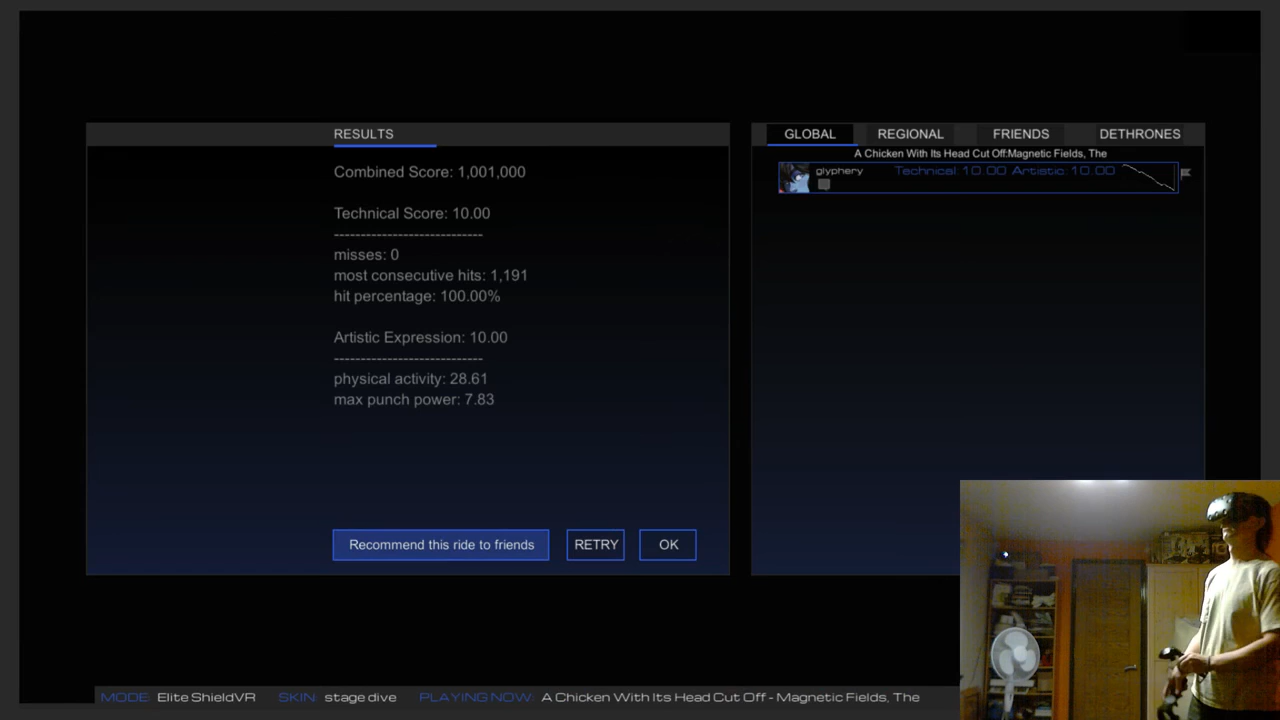 RESULTS
Combined Score: 1,001,000
Technical Score: 10.00
----------------------------
misses: 0
most consecutive hits: 1,191
hit percentage: 100.00%
Artistic Expression: 10.00
----------------------------
physical activity: 28.61
max punch power: 7.83
Recommend this ride to friends RETRY OK
GLOBAL REGIONAL FRIENDS DETHRONES
A Chicken With Its Head Cut Off:Magnetic Fields, The
glyphery Technical: 10.00 Artistic: 10.00
MODE: Elite ShieldVR SKIN: stage dive PLAYING NOW: A Chicken With Its Head Cut Off - Magnetic Fields, The